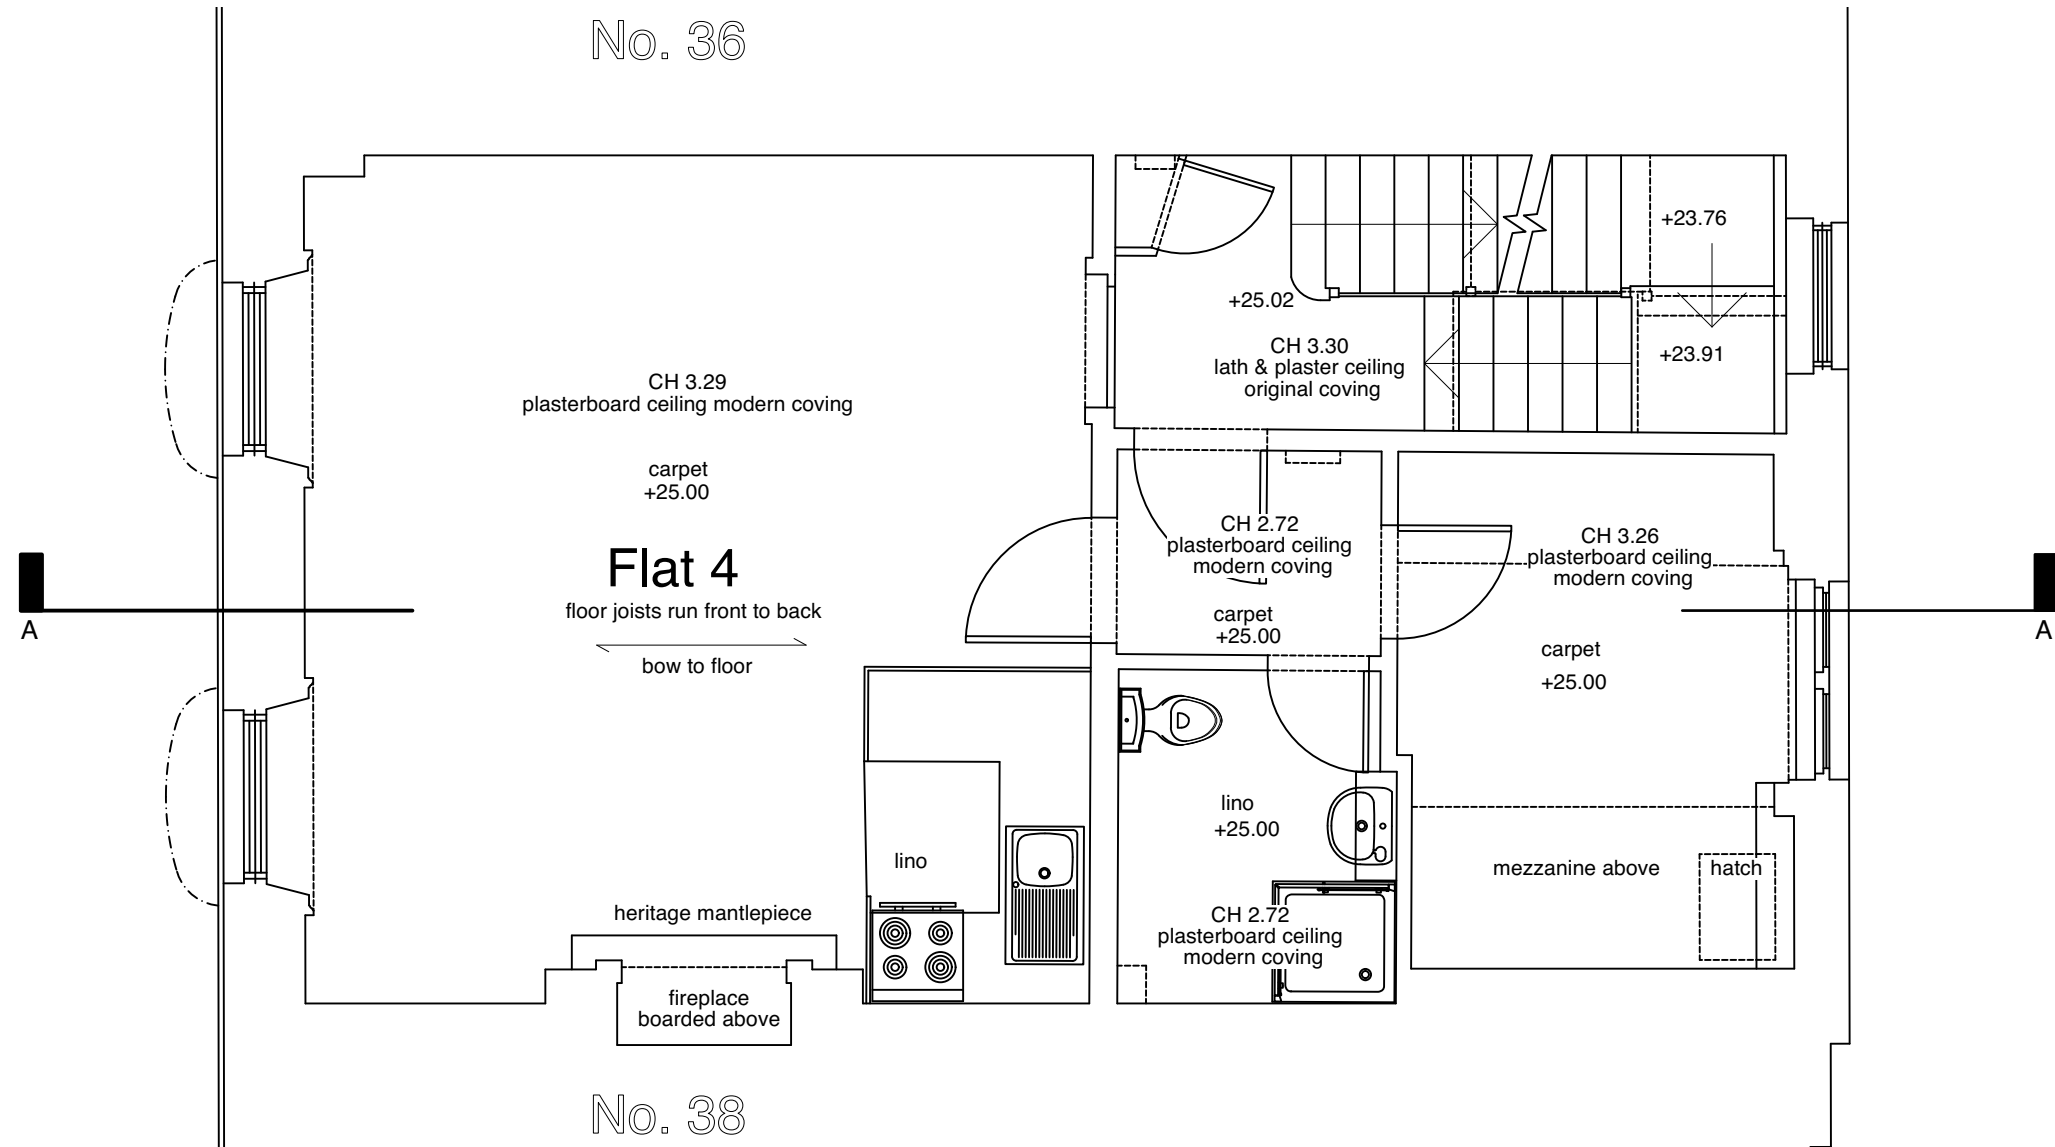 No. 36
+23.76
+25.02
CH 3.30
lath & plaster ceiling
original coving
+23.91
CH 3.29
plasterboard ceiling modern coving
carpet
+25.00
CH 2.72
plasterboard ceiling
modern coving
CH 3.26
plasterboard ceiling
modern coving
Flat 4
floor joists run front to back
bow to floor
A
A
carpet
+25.00
carpet
+25.00
lino
+25.00
lino
mezzanine above
hatch
heritage mantlepiece
CH 2.72
plasterboard ceiling
modern coving
fireplace
boarded above
No. 38